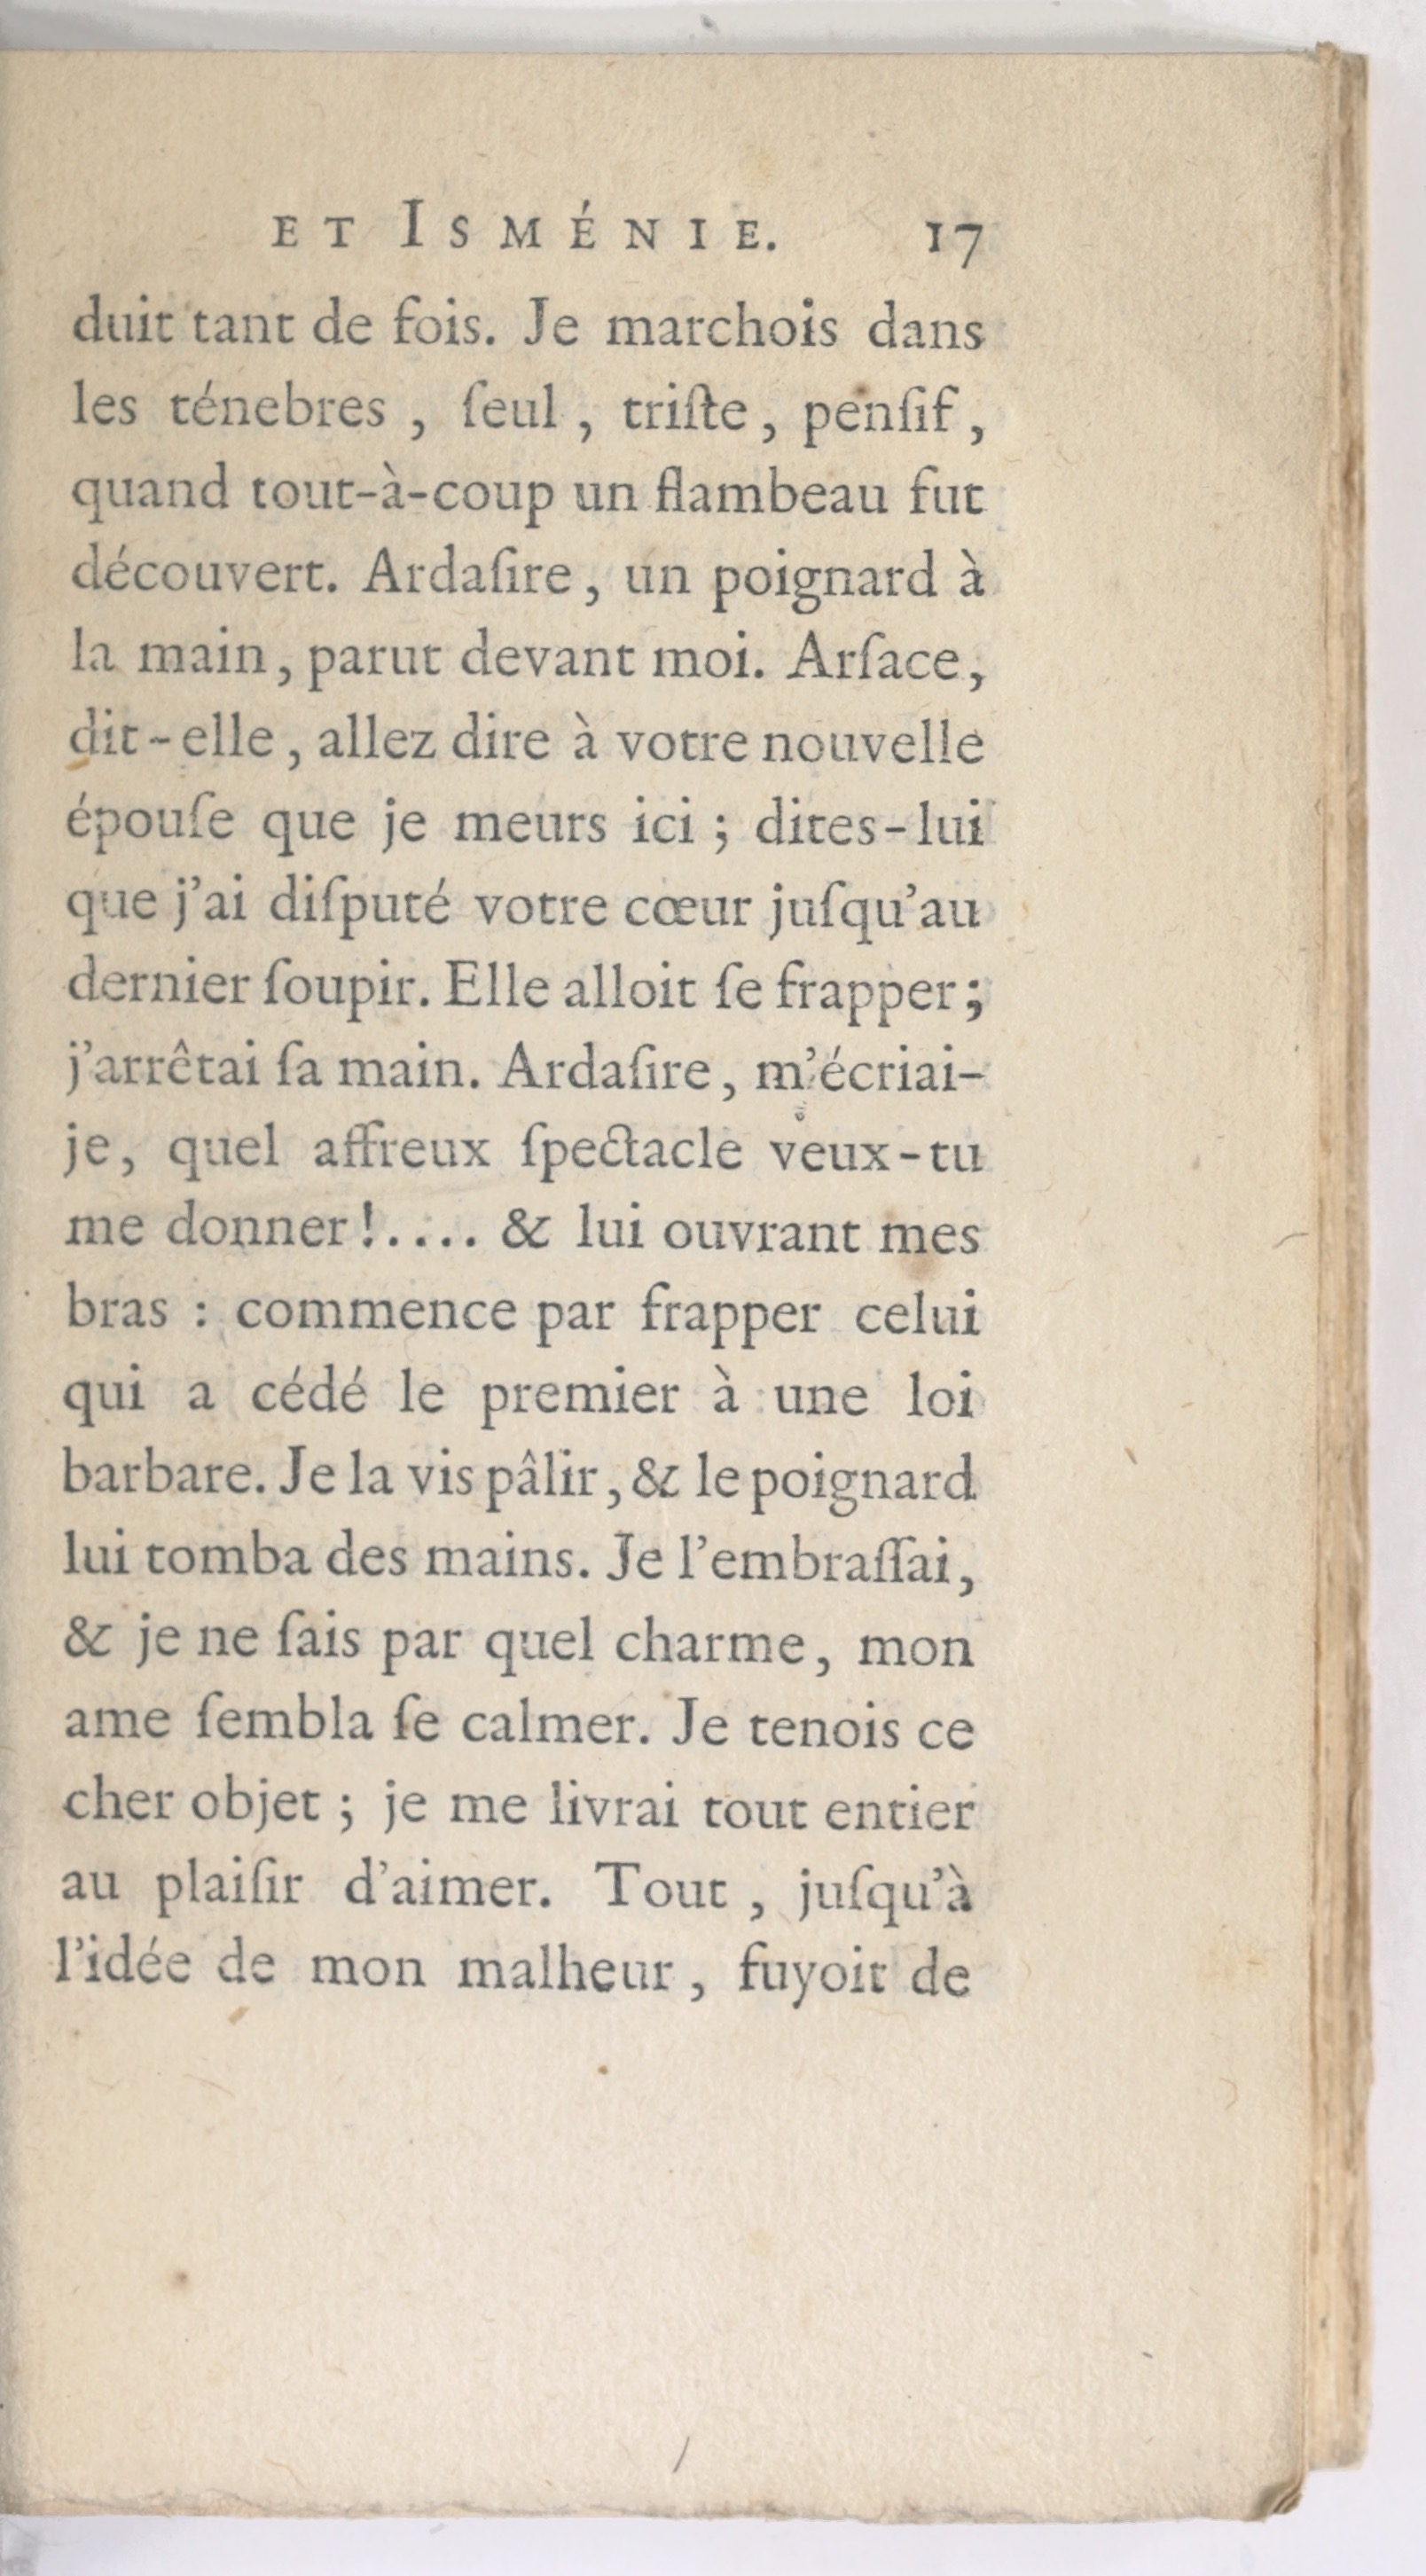 ET ISMÉNIE. 17
duit tant de fois. Je marchois dans
les ténebres , ſeul , triſte , penſif ,
quand tout-à-coup un flambeau fut
découvert. Ardaſire , un poignard à
la main , parut devant moi. Arſace ,
dit-elle , allez dire à votre nouvelle
épouſe que je meurs ici ; dites-lui
que j'ai diſputé votre cœur juſqu'au
dernier ſoupir. Elle alloit ſe frapper ;
j'arrêtai ſa main. Ardaſire , m'écriai-
je, quel affreux ſpectacle veux-tu
me donner !.... & lui ouvrant mes
bras : commence par frapper celui
qui a cédé le premier à une loi
barbare. Je la vis pâlir , & le poignard
lui tomba des mains. Je l'embraſſai,
& je ne ſais par quel charme, mon
ame ſembla ſe calmer. Je tenois ce
cher objet ; je me livrai tout entier
au plaiſir d'aimer. Tout , juſqu'à
l'idée de mon malheur , fuyoit de